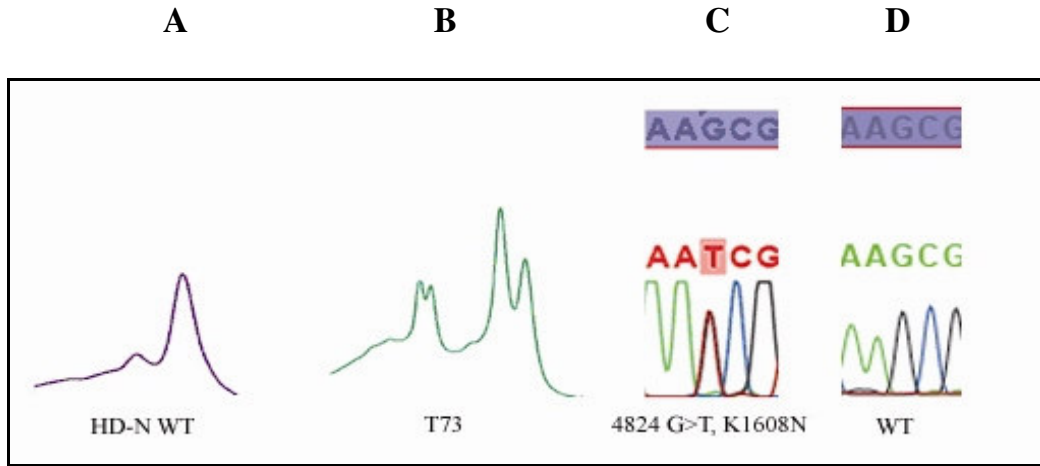 A B C D
AAGCG AAGCG
AATCG AAGCG
HD-N WT T73 4824 G>T, K1608N WT